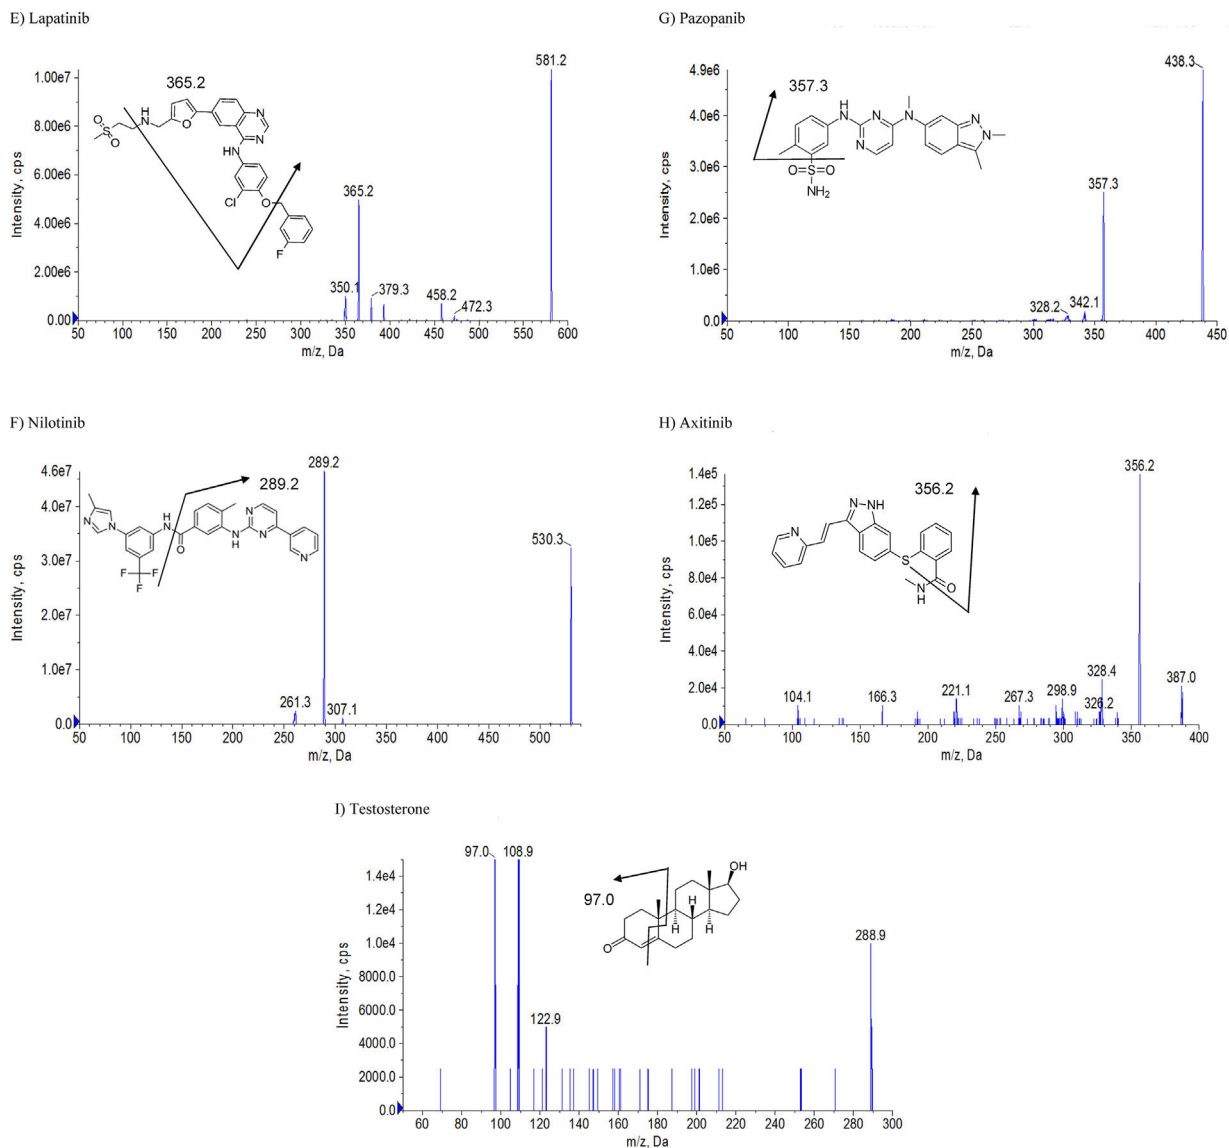 E) Lapatinib
Intensity, cps
1.00e7
8.00e6
6.00e6
4.00e6
2.00e6
0.00
581.2
365.2
350.1
379.3
458.2
472.3
365.2
O
S
O
NH
O
N
N
HN
Cl
O
F
50 100 150 200 250 300 350 400 450 500 550 600
m/z, Da
G) Pazopanib
Intensity, cps
4.9e6
4.0e6
3.0e6
2.0e6
1.0e6
0.0
438.3
357.3
342.1
328.2
357.3
H
N
N
N
N
N
N
O=S=O
NH2
50 100 150 200 250 300 350 400 450
m/z, Da
F) Nilotinib
Intensity, cps
4.6e7
4.0e7
3.0e7
2.0e7
1.0e7
0.0
289.2
530.3
261.3
307.1
289.2
N
N
NH
O
F F
F
N
N
H
N
N
50 100 150 200 250 300 350 400 450 500
m/z, Da
H) Axitinib
Intensity, cps
1.4e5
1.2e5
1.0e5
8.0e4
6.0e4
4.0e4
2.0e4
0.0
356.2
328.4
387.0
104.1
166.3
221.1
267.3
298.9
326.2
356.2
N
N
NH
S
O
N
H
50 100 150 200 250 300 350 400
m/z, Da
I) Testosterone
Intensity, cps
1.4e4
1.2e4
1.0e4
8000.0
6000.0
4000.0
2000.0
0.0
97.0
108.9
122.9
288.9
97.0
OH
H
H
H
O
60 80 100 120 140 160 180 200 220 240 260 280 300
m/z, Da